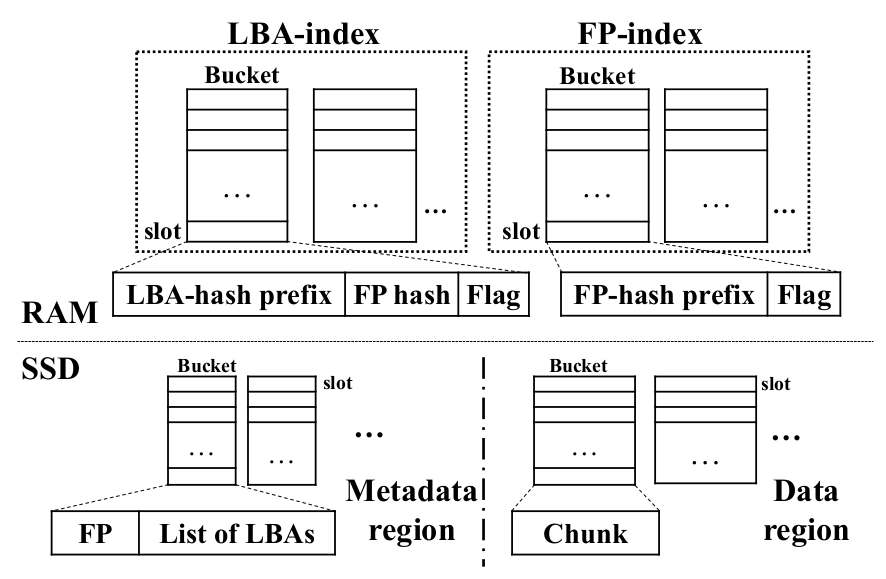 LBA-index
FP-index
Bucket
Bucket
...
...
...
...
...
...
slot
slot
LBA-hash prefix FP hash Flag
FP-hash prefix Flag
RAM
SSD
Bucket
slot
...
...
...
Metadata region
FP List of LBAs
Bucket
slot
...
...
...
Data region
Chunk